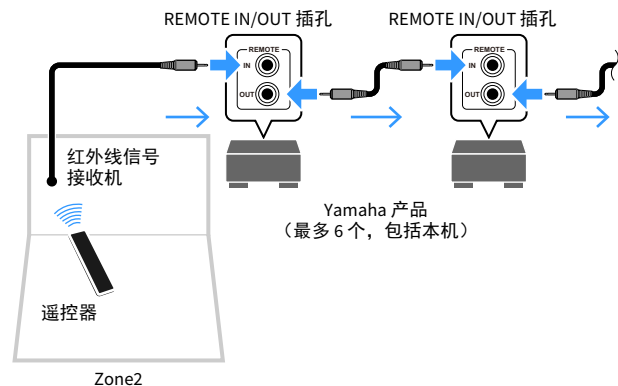 REMOTE IN/OUT 插孔
REMOTE IN/OUT 插孔
REMOTE
IN
OUT
REMOTE
IN
OUT
红外线信号
接收机
遥控器
Zone2
Yamaha 产品
（最多 6 个，包括本机）